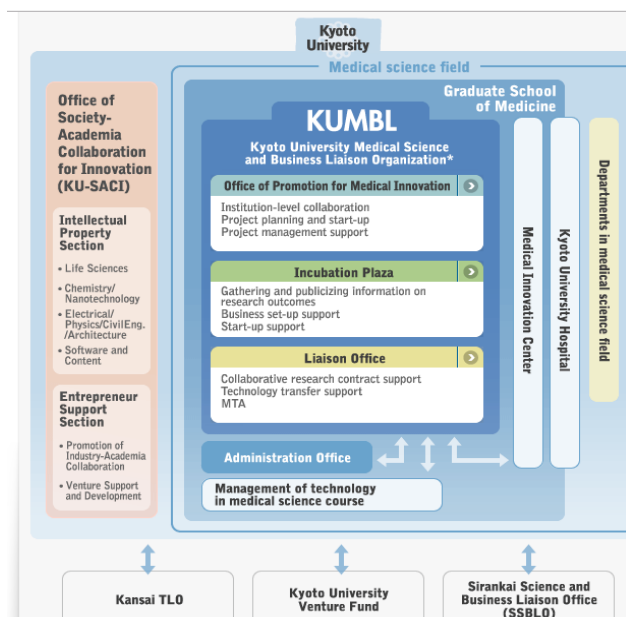 Kyoto
University
Medical science field
Office of
Society-
Academia
Collaboration
for Innovation
(KU-SACI)
Intellectual
Property
Section
• Life Sciences
• Chemistry/
Nanotechnology
• Electrical/
Physics/CivilEng.
/Architecture
• Software and
Content
Entrepreneur
Support
Section
• Promotion of
Industry-Academia
Collaboration
• Venture Support
and Development
Graduate School
of Medicine
KUMBL
Kyoto University Medical Science
and Business Liaison Organization*
Office of Promotion for Medical Innovation
Institution-level collaboration
Project planning and start-up
Project management support
Incubation Plaza
Gathering and publicizing information on
research outcomes
Business set-up support
Start-up support
Liaison Office
Collaborative research contract support
Technology transfer support
MTA
Administration Office
Management of technology
in medical science course
Medical Innovation Center
Kyoto University Hospital
Departments in medical science field
Kansai TLO
Kyoto University
Venture Fund
Sirankai Science and
Business Liaison Office
(SSBLO)